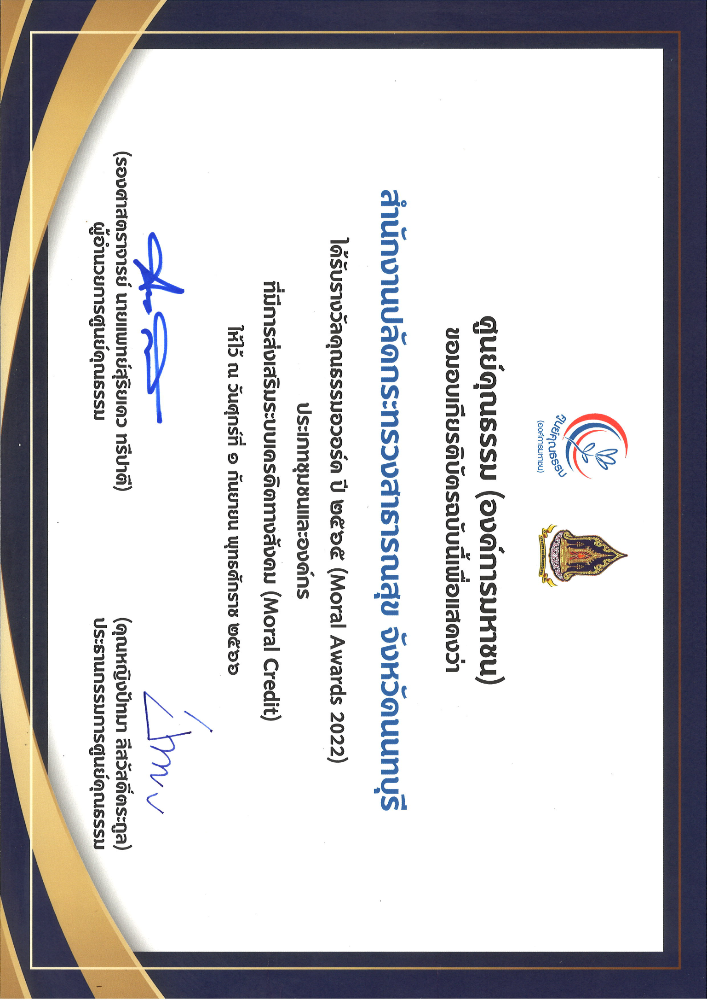 ศูนย์คุณธรรม
(องค์การมหาชน)
กระทรวงวัฒนธรรม
ศูนย์คุณธรรม (องค์การมหาชน)
ขอมอบเกียรติบัตรฉบับนี้เพื่อแสดงว่า
สำนักงานปลัดกระทรวงสาธารณสุข จังหวัดนนทบุรี
ได้รับรางวัลคุณธรรมอวอร์ด ปี ๒๕๖๕ (Moral Awards 2022)
ประเภทชุมชนและองค์กร
ที่มีการส่งเสริมระบบเครดิตทางสังคม (Moral Credit)
ให้ไว้ ณ วันศุกร์ที่ ๑ กันยายน พุทธศักราช ๒๕๖๖
(รองศาสตราจารย์ นายแพทย์สุริยเดว ทรีปาตี)
ผู้อำนวยการศูนย์คุณธรรม
(คุณหญิงปัทมา ลีสวัสดิ์ตระกูล)
ประธานกรรมการศูนย์คุณธรรม